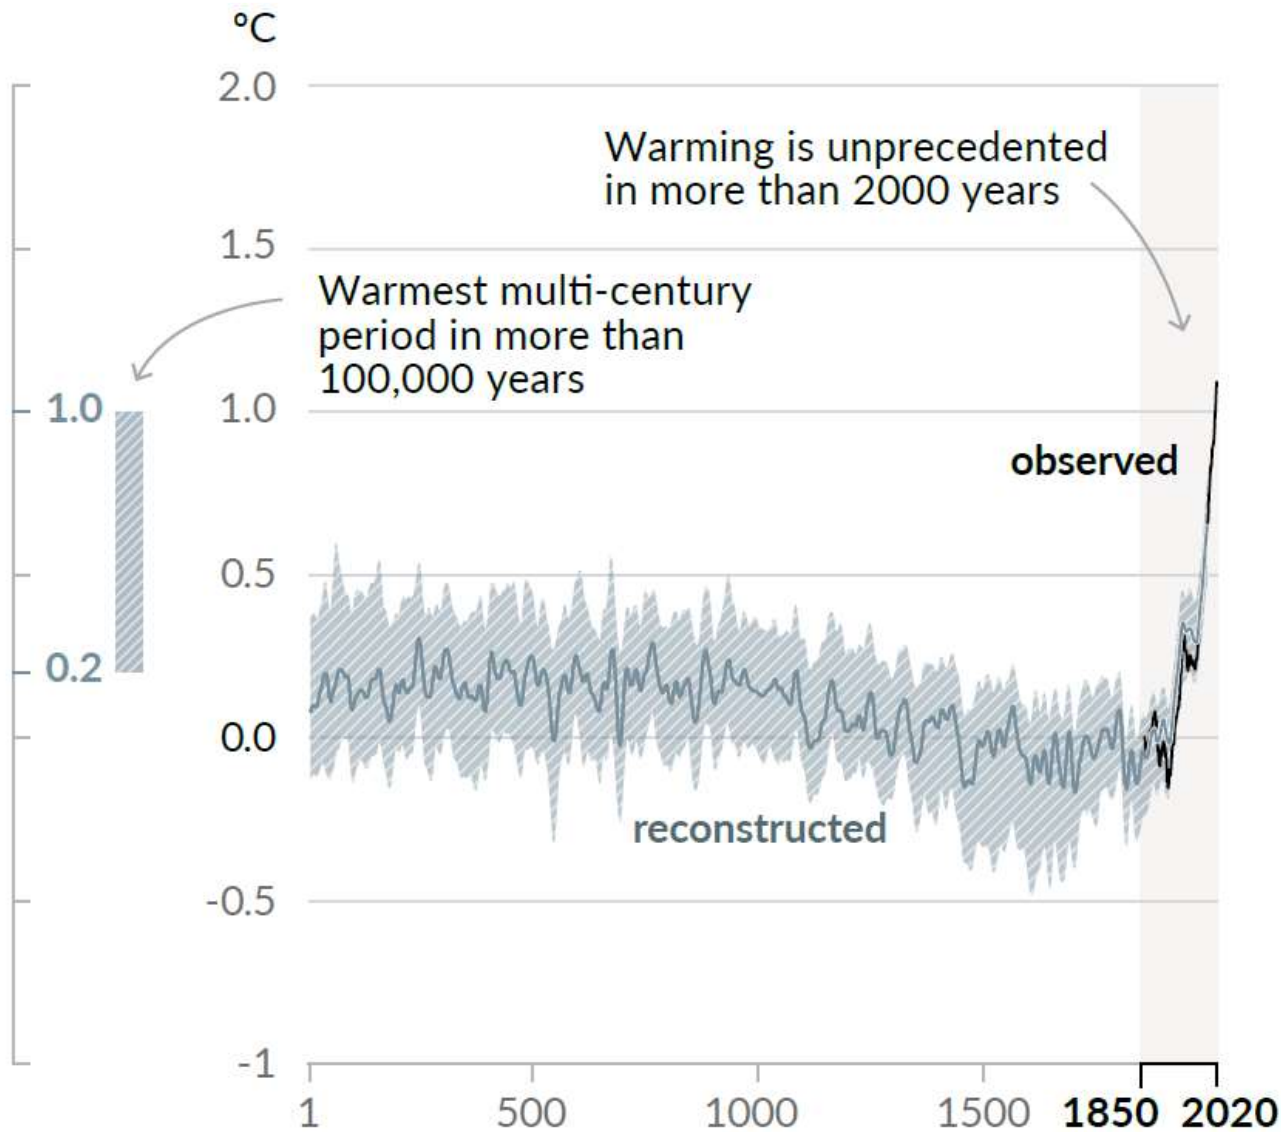 °C
2.0
Warming is unprecedented
in more than 2000 years
1.5
Warmest multi-century
period in more than
100,000 years
1.0
1.0
observed
0.5
0.2
0.0
reconstructed
-0.5
-1
1
500
1000
1500
1850
2020